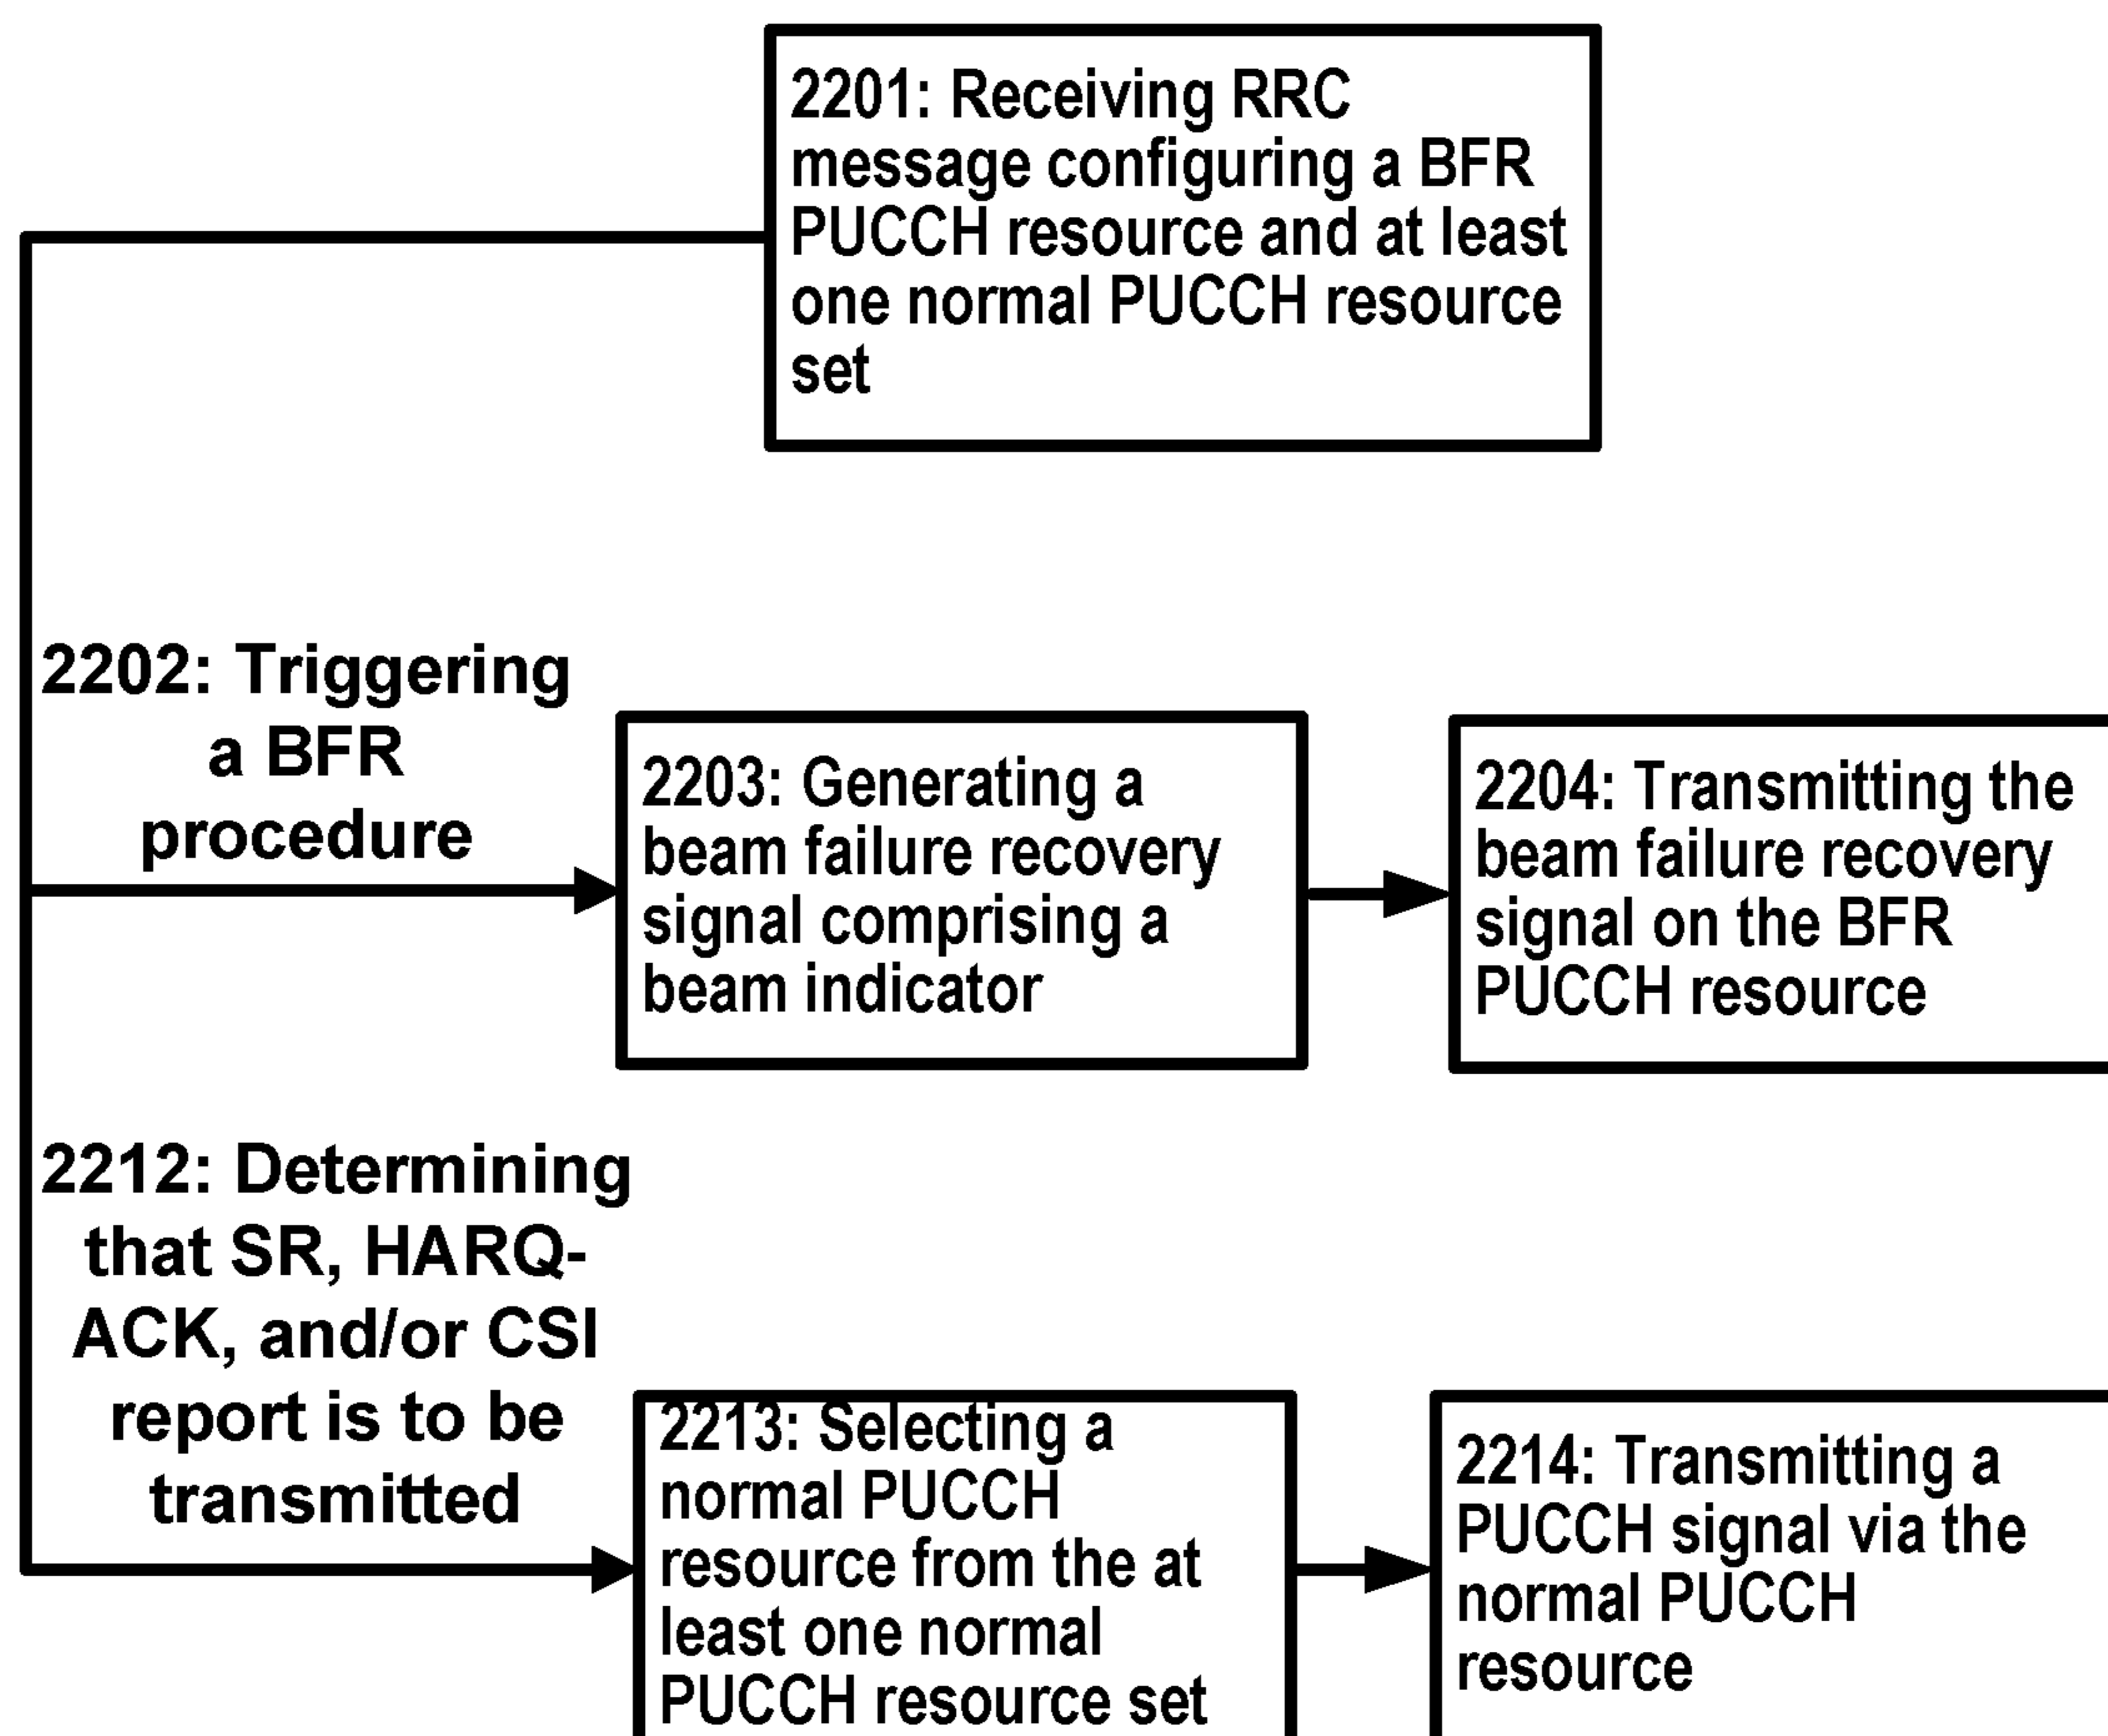 2201: Receiving RRC
message configuring a BFR
PUCCH resource and at least
one normal PUCCH resource
set
2202: Triggering
a BFR
procedure
2203: Generating a
beam failure recovery
signal comprising a
beam indicator
2204: Transmitting the
beam failure recovery
signal on the BFR
PUCCH resource
2212: Determining
that SR, HARQ-
ACK, and/or CSI
report is to be
transmitted
2213: Selecting a
normal PUCCH
resource from the at
least one normal
PUCCH resource set
2214: Transmitting a
PUCCH signal via the
normal PUCCH
resource